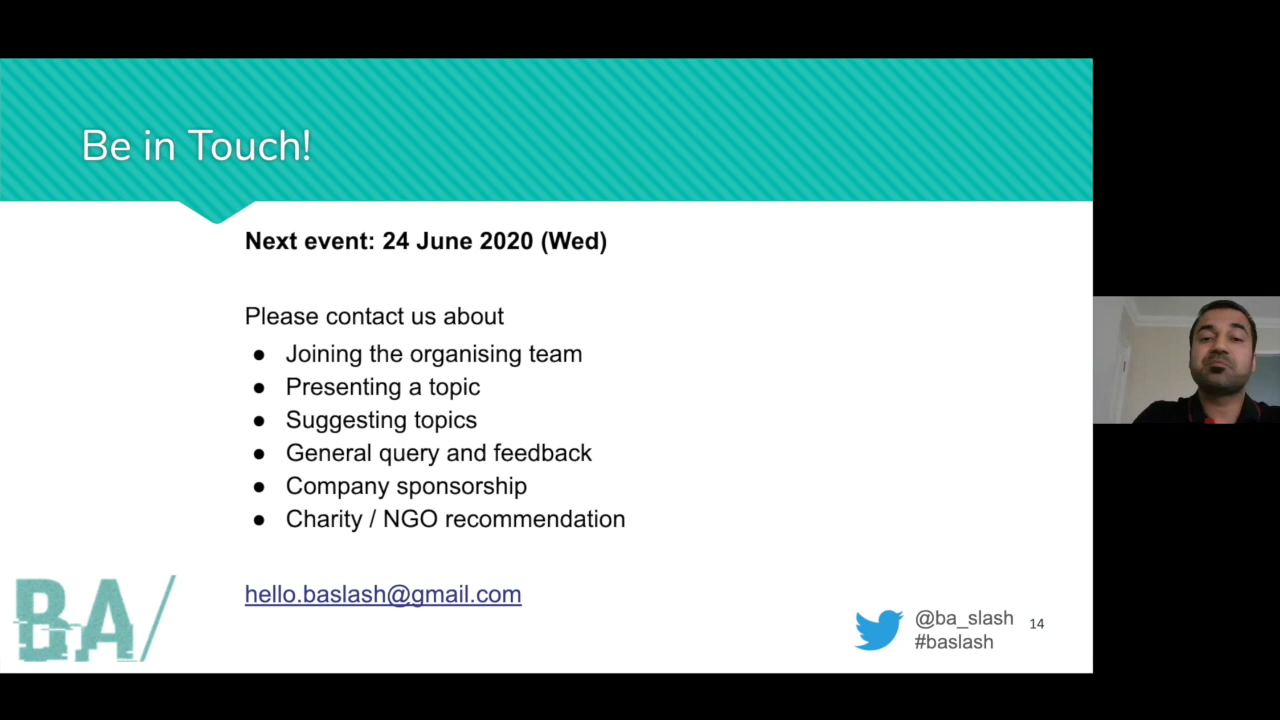 Be in Touch!
Next event: 24 June 2020 (Wed)
Please contact us about
● Joining the organising team
● Presenting a topic
● Suggesting topics
● General query and feedback
● Company sponsorship
● Charity / NGO recommendation
hello.baslash@gmail.com
BA/
@ba_slash
#baslash
14